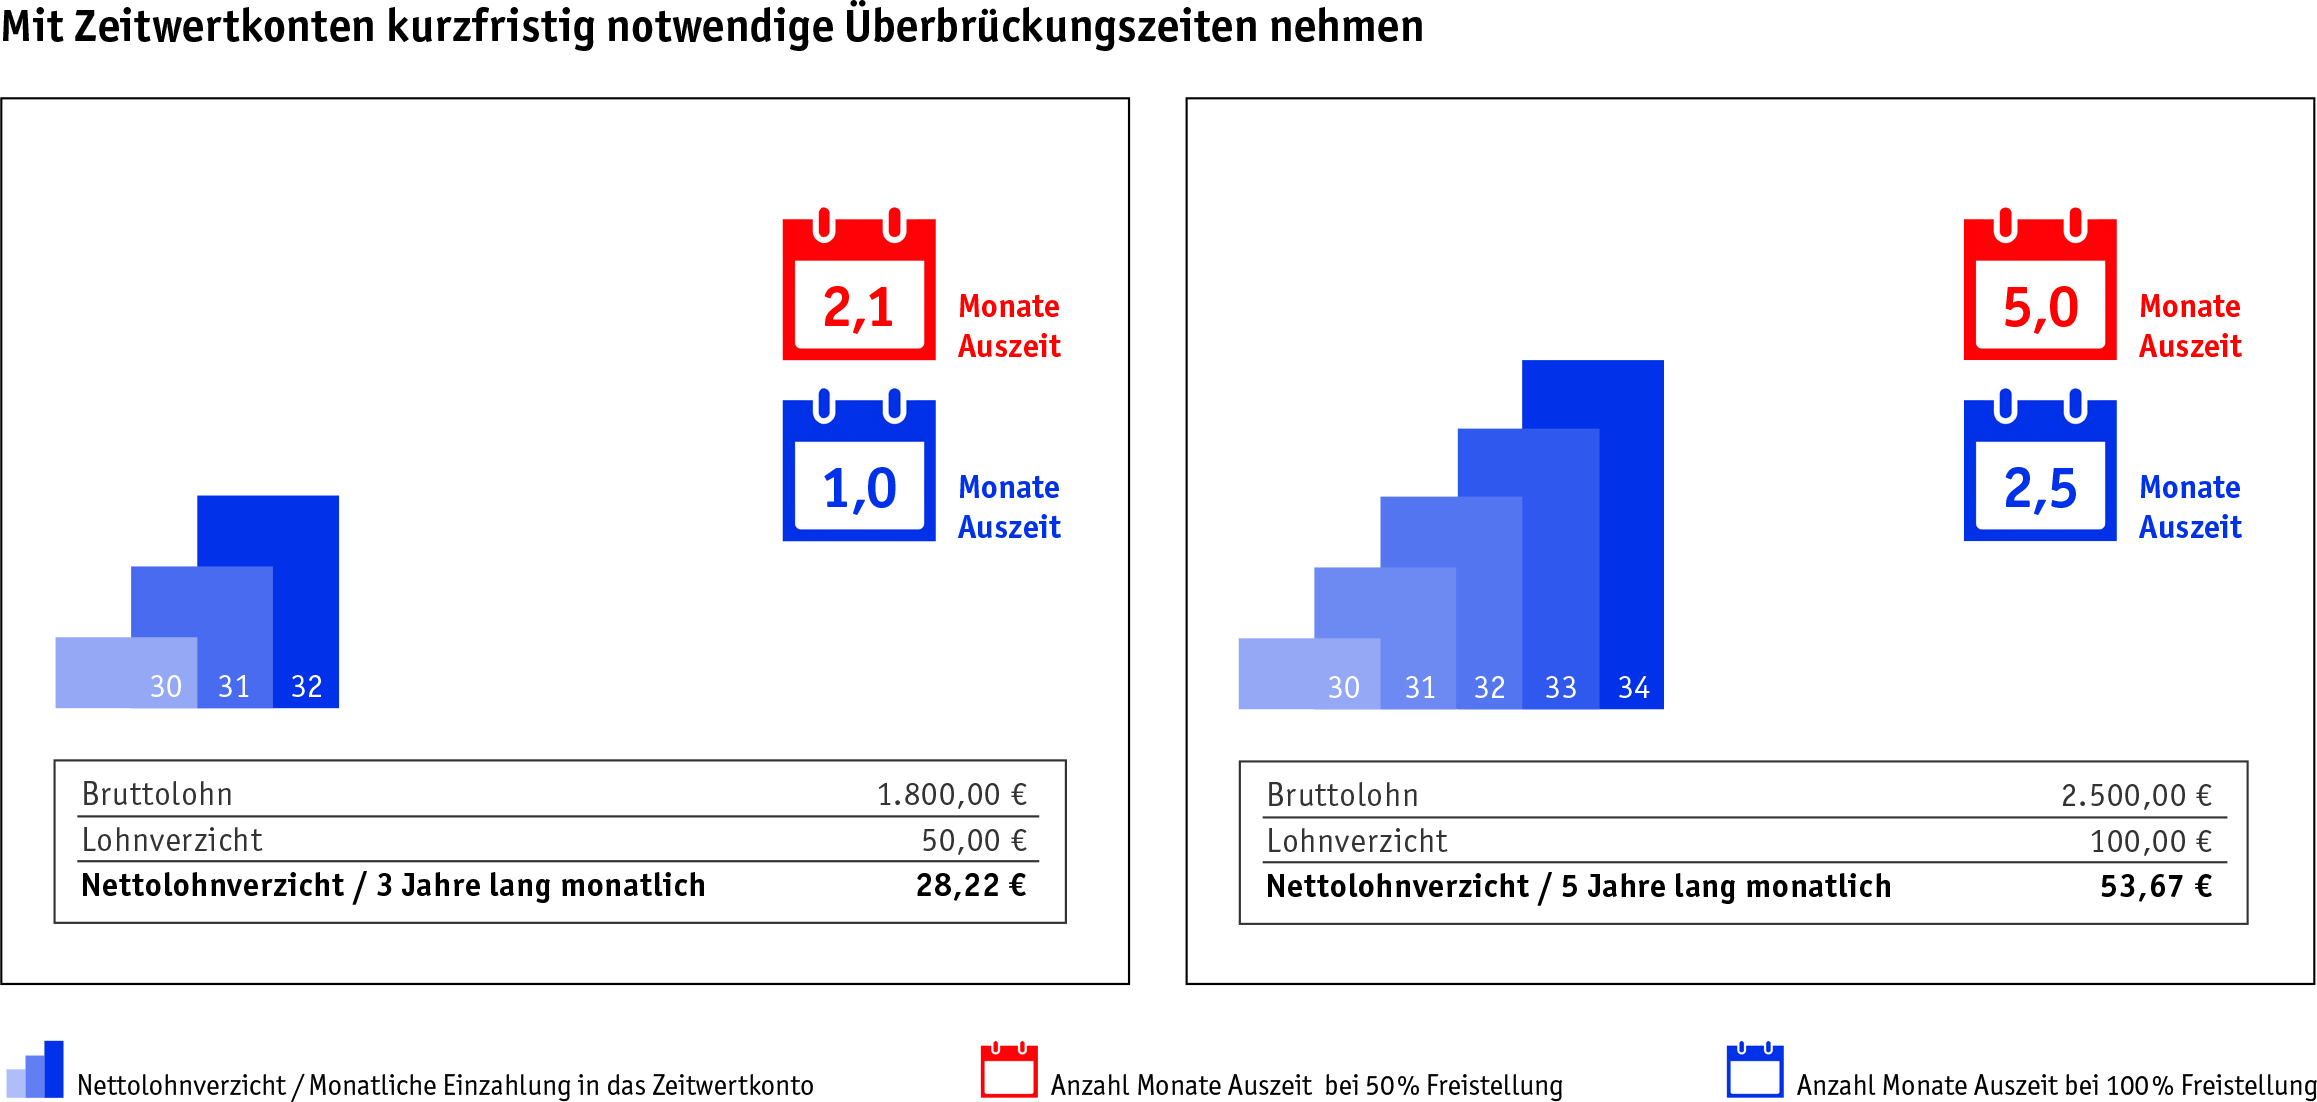 Mit Zeitwertkonten kurzfristig notwendige Überbrückungszeiten nehmen
2,1
Monate
Auszeit
1,0
Monate
Auszeit
30 31 32
Bruttolohn 1.800,00 €
Lohnverzicht 50,00 €
Nettolohnverzicht / 3 Jahre lang monatlich 28,22 €
5,0
Monate
Auszeit
2,5
Monate
Auszeit
30 31 32 33 34
Bruttolohn 2.500,00 €
Lohnverzicht 100,00 €
Nettolohnverzicht / 5 Jahre lang monatlich 53,67 €
Nettolohnverzicht / Monatliche Einzahlung in das Zeitwertkonto
Anzahl Monate Auszeit bei 50% Freistellung
Anzahl Monate Auszeit bei 100% Freistellung